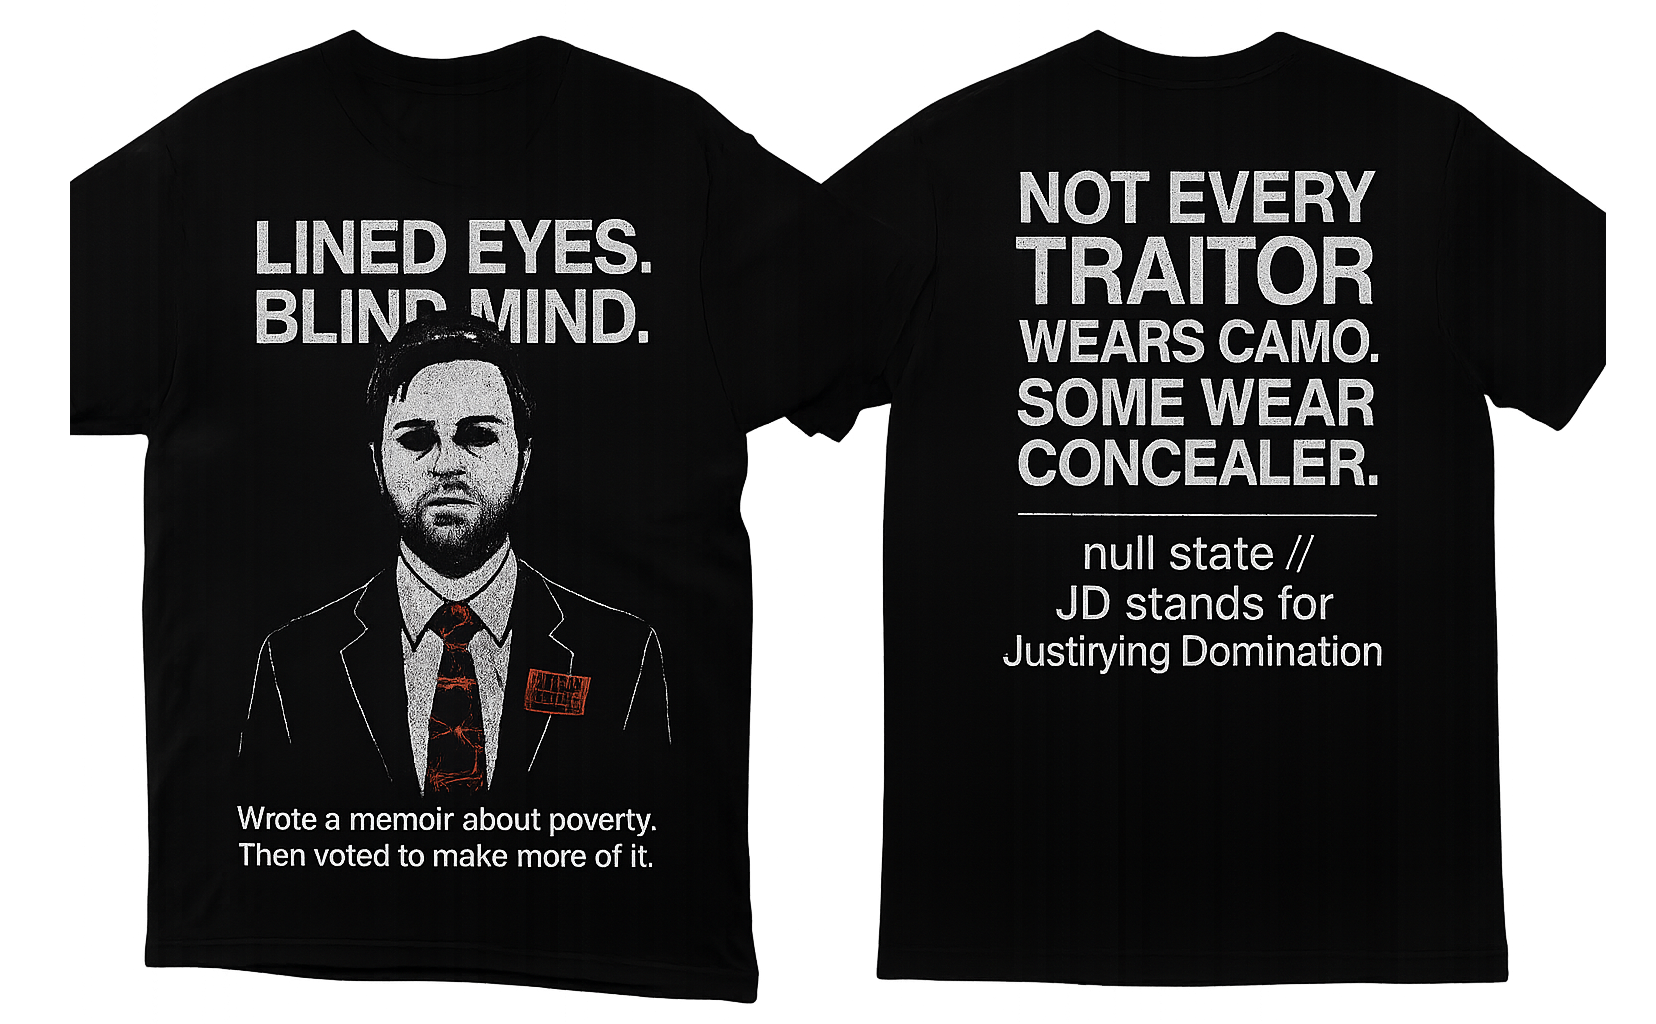 LINED EYES.
BLIND MIND.
Wrote a memoir about poverty.
Then voted to make more of it.
NOT EVERY
TRAITOR
WEARS CAMO.
SOME WEAR
CONCEALER.
null state //
JD stands for
Justirying Domination